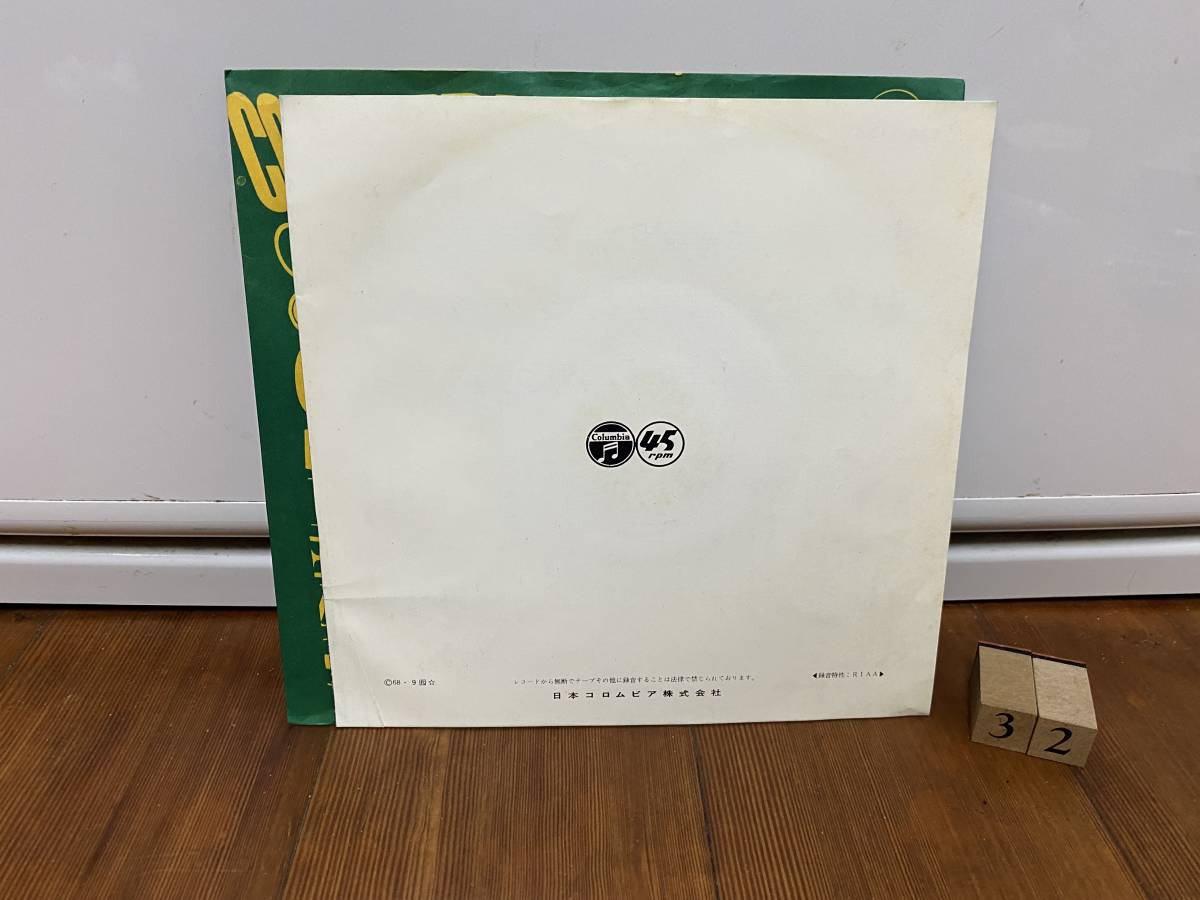 Columbia
45
rpm
Ⓒ68-9 ☆
レコードから無断でテープその他に録音することは法律で禁じられております。
◀録音特性:RIAA▶
日本コロムビア株式会社
3
2